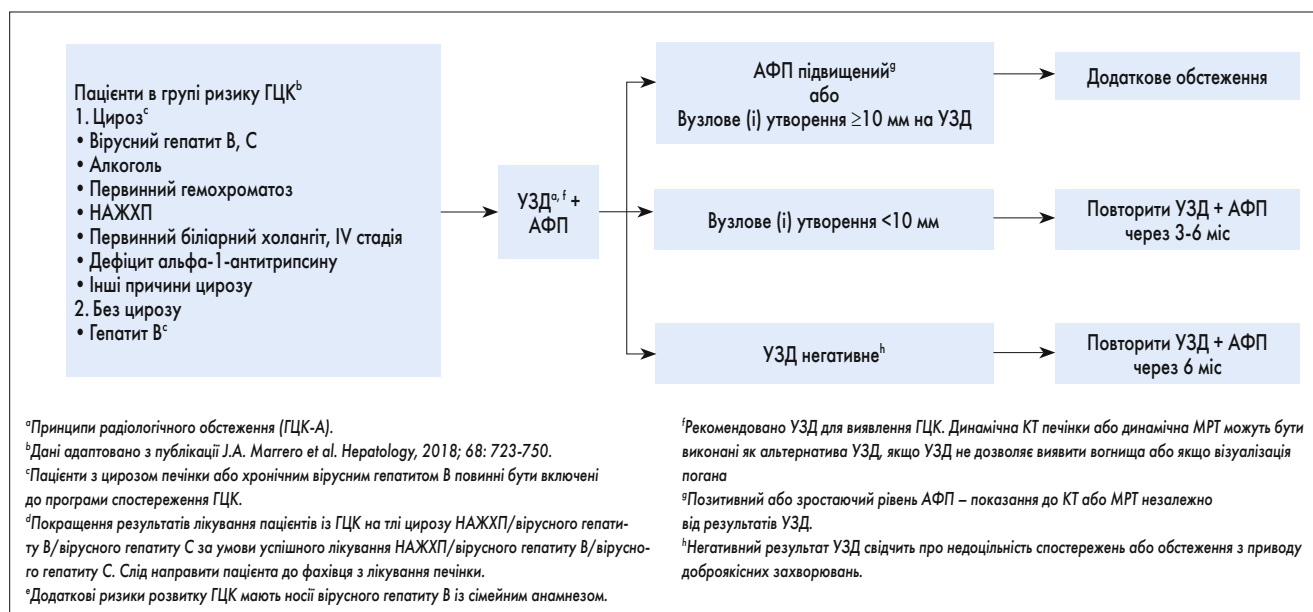 Пацієнти в групі ризику ГЦКᵇ
1. Цирозᶜ
• Вірусний гепатит B, C
• Алкоголь
• Первинний гемохроматоз
• НАЖХП
• Первинний біліарний холангіт, IV стадія
• Дефіцит альфа-1-антитрипсину
• Інші причини цирозу
2. Без цирозу
• Гепатит Bᶜ
УЗДᵃ, ᶠ +
АФП
АФП підвищенийᵍ
або
Вузлове (і) утворення ≥10 мм на УЗД
Додаткове обстеження
Вузлове (і) утворення <10 мм
Повторити УЗД + АФП
через 3-6 міс
УЗД негативнеʰ
Повторити УЗД + АФП
через 6 міс
ᵃПринципи радіологічного обстеження (ГЦК-А).
ᵇДані адаптовано з публікації J.A. Marrero et al. Hepatology, 2018; 68: 723-750.
ᶜПацієнти з цирозом печінки або хронічним вірусним гепатитом В повинні бути включені
до програми спостереження ГЦК.
ᵈПокращення результатів лікування пацієнтів із ГЦК на тлі цирозу НАЖХП/вірусного гепати-
ту В/вірусного гепатиту С за умови успішного лікування НАЖХП/вірусного гепатиту В/вірусно-
го гепатиту С. Слід направити пацієнта до фахівця з лікування печінки.
ᵉДодаткові ризики розвитку ГЦК мають носії вірусного гепатиту В із сімейним анамнезом.
ᶠРекомендовано УЗД для виявлення ГЦК. Динамічна КТ печінки або динамічна МРТ можуть бути
виконані як альтернатива УЗД, якщо УЗД не дозволяє виявити вогнища або якщо візуалізація
погана
ᵍПозитивний або зростаючий рівень АФП – показання до КТ або МРТ незалежно
від результатів УЗД.
ʰНегативний результат УЗД свідчить про недоцільність спостережень або обстеження з приводу
доброякісних захворювань.